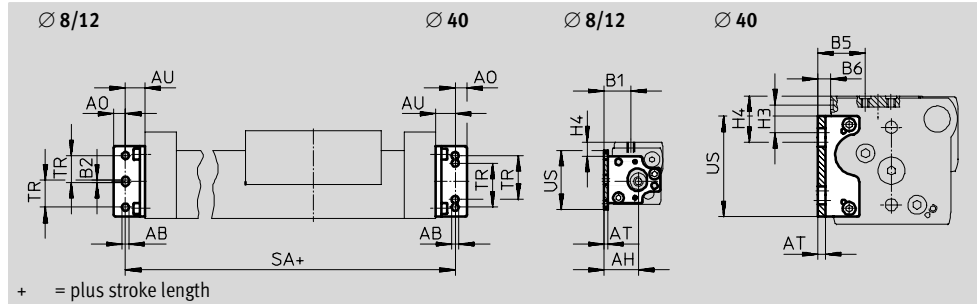 ∅ 8/12
∅ 40
∅ 8/12
∅ 40
AU
AO
AO
AU
TR
B2
TR
TR
TR
AB
AB
SA+
B1
H4
US
AT
AH
B5
B6
H4
H3
US
AT
+ = plus stroke length